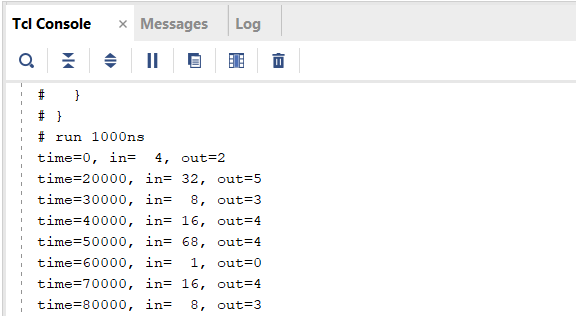 Tcl Console × Messages Log
#   }
# }
# run 1000ns
time=0, in=  4, out=2
time=20000, in= 32, out=5
time=30000, in=  8, out=3
time=40000, in= 16, out=4
time=50000, in= 68, out=4
time=60000, in=  1, out=0
time=70000, in= 16, out=4
time=80000, in=  8, out=3